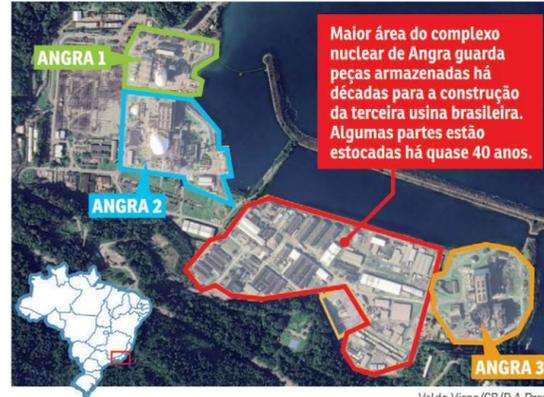 ANGRA 1
Maior área do complexo
nuclear de Angra guarda
peças armazenadas há
décadas para a construção
da terceira usina brasileira.
Algumas partes estão
estocadas há quase 40 anos.
ANGRA 2
ANGRA 3